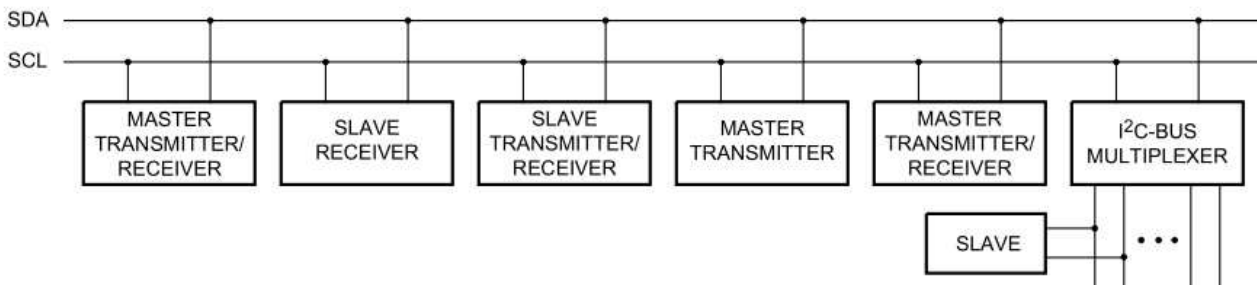 SDA
SCL
MASTER
TRANSMITTER/
RECEIVER
SLAVE
RECEIVER
SLAVE
TRANSMITTER/
RECEIVER
MASTER
TRANSMITTER
MASTER
TRANSMITTER/
RECEIVER
I²C-BUS
MULTIPLEXER
SLAVE